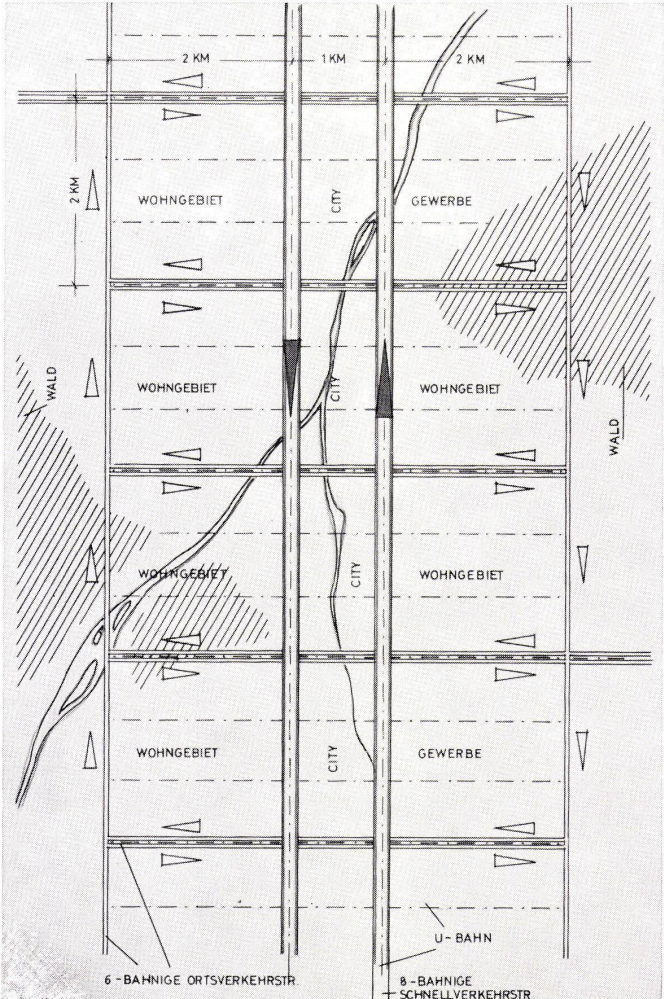 2 KM
1 KM
2 KM
2 KM
WOHNGEBIET
CITY
GEWERBE
WALD
WOHNGEBIET
CITY
WOHNGEBIET
WALD
WOHNGEBIET
CITY
WOHNGEBIET
WOHNGEBIET
CITY
GEWERBE
U-BAHN
6-BAHNIGE ORTSVERKEHRSTR.
8-BAHNIGE
SCHNELLVERKEHRSTR